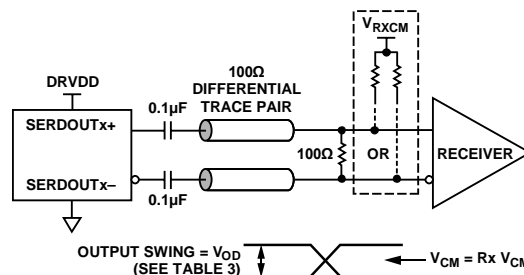 V_RXCM
DRVDD
100Ω
DIFFERENTIAL
TRACE PAIR
0.1µF
SERDOUTx+
100Ω
OR
RECEIVER
SERDOUTx–
0.1µF
OUTPUT SWING = V_OD
(SEE TABLE 3)
V_CM = Rx V_CM